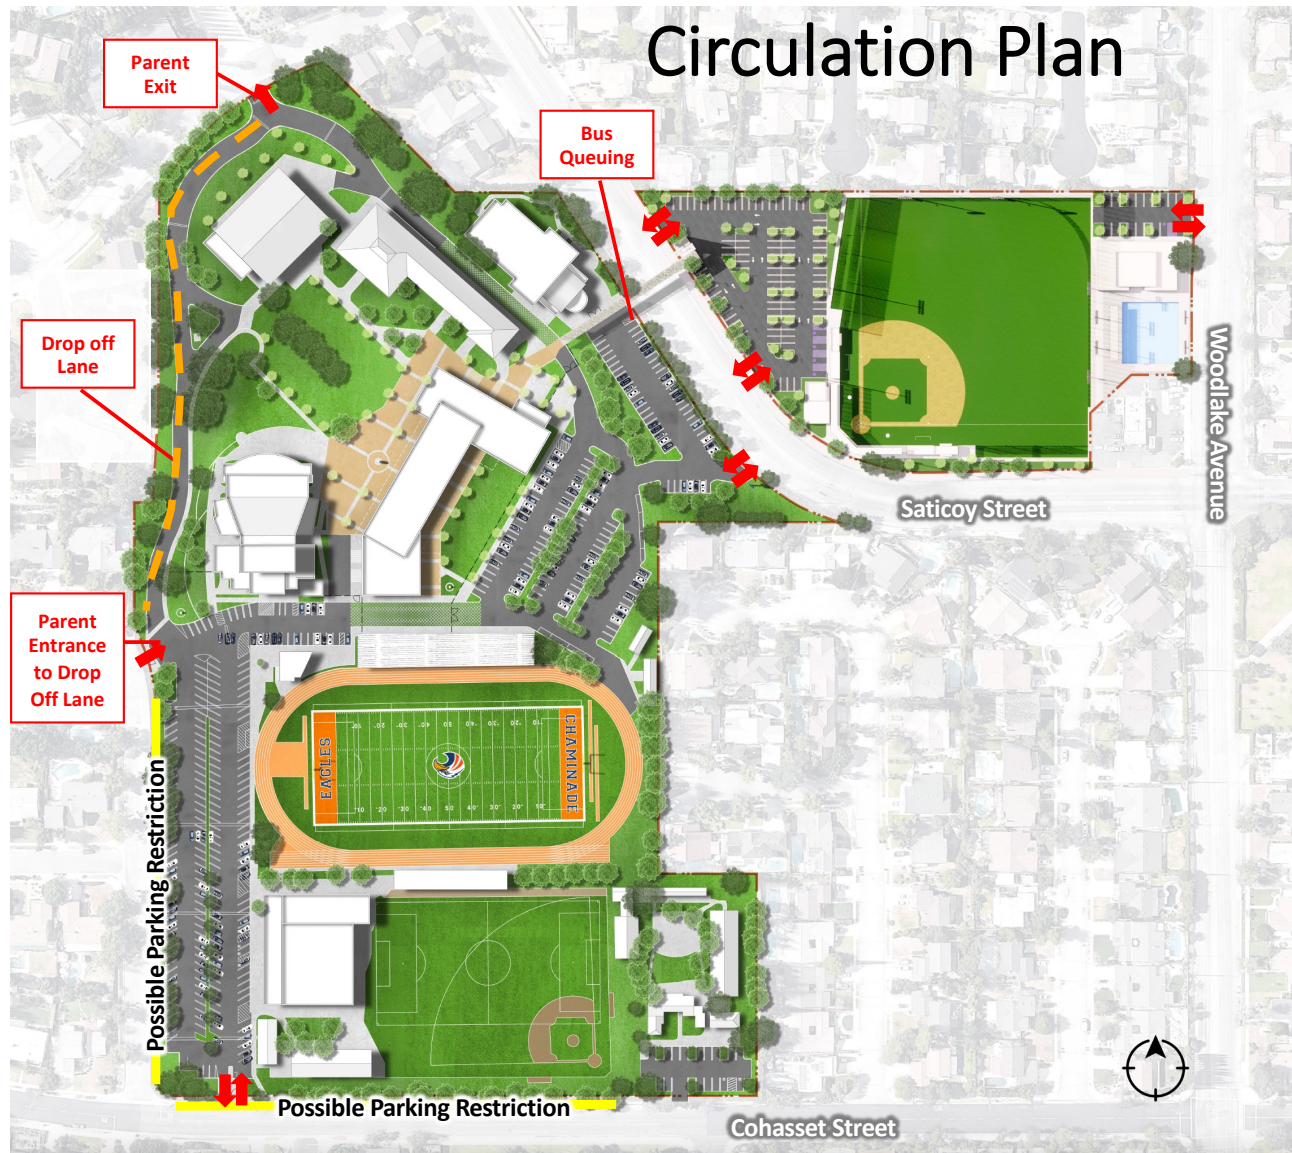 Circulation Plan
Parent
Exit
Bus
Queuing
Drop off
Lane
Woodlake Avenue
Saticoy Street
Parent
Entrance
to Drop
Off Lane
EAGLES
CHAMINADE
Possible Parking Restriction
Possible Parking Restriction
Cohasset Street